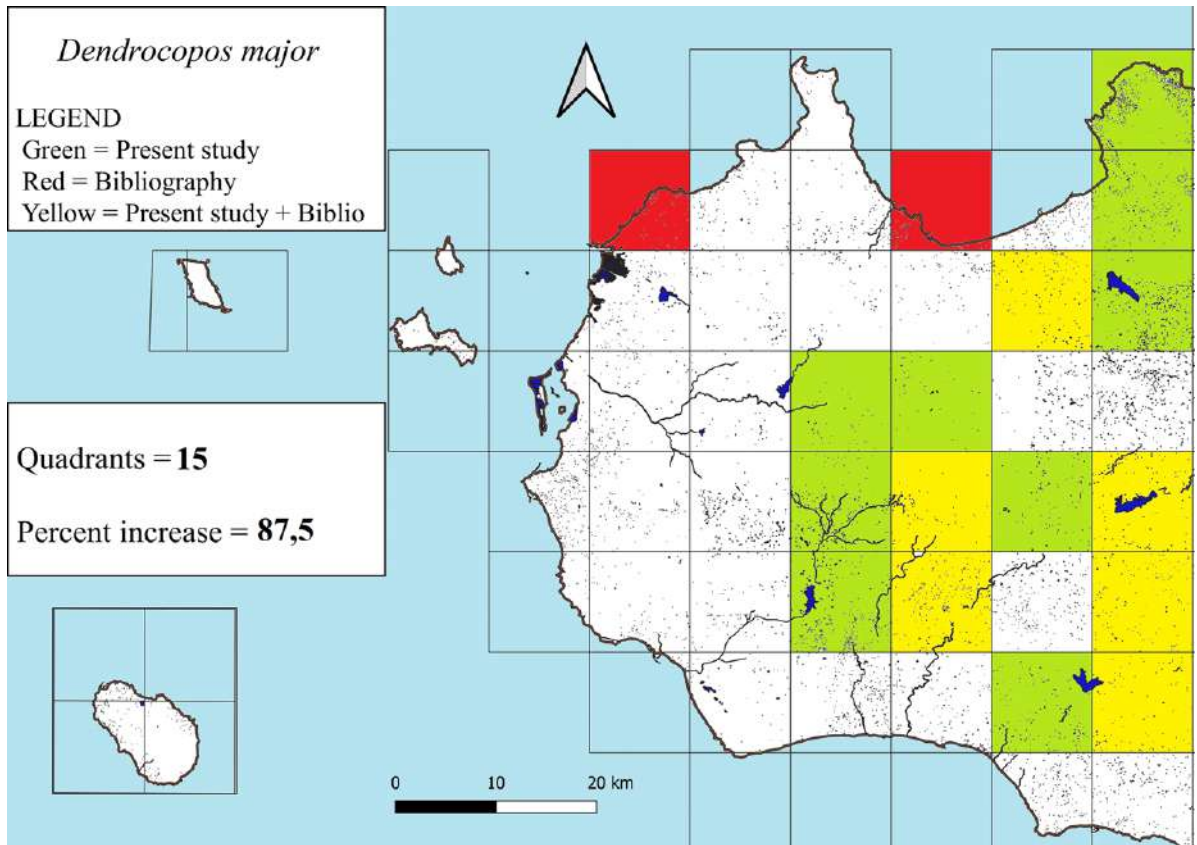 Dendrocopos major
LEGEND
Green = Present study
Red = Bibliography
Yellow = Present study + Biblio
Quadrants = 15
Percent increase = 87,5
0 10 20 km